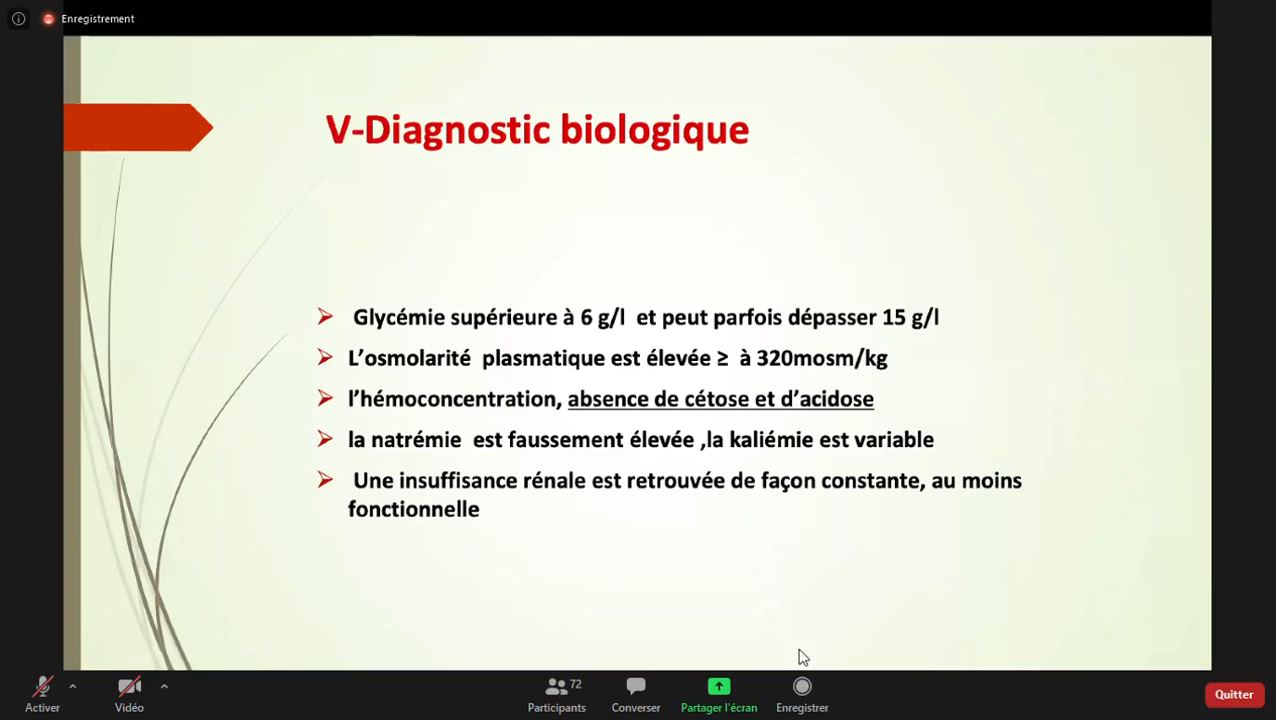 Enregistrement
V-Diagnostic biologique
Glycémie supérieure à 6 g/l et peut parfois dépasser 15 g/l
L’osmolarité plasmatique est élevée ≥ à 320mosm/kg
l’hémoconcentration, absence de cétose et d’acidose
la natrémie est faussement élevée ,la kaliémie est variable
Une insuffisance rénale est retrouvée de façon constante, au moins
fonctionnelle
72
Activer
Vidéo
Participants
Converser
Partager l'écran
Enregistrer
Quitter